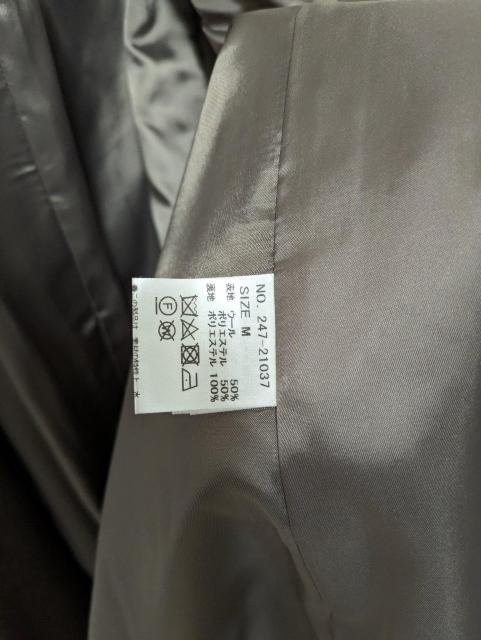 NO. 247-21037
SIZE M
表地 ウール 50%
ポリエステル 50%
裏地 ポリエステル 100%
F